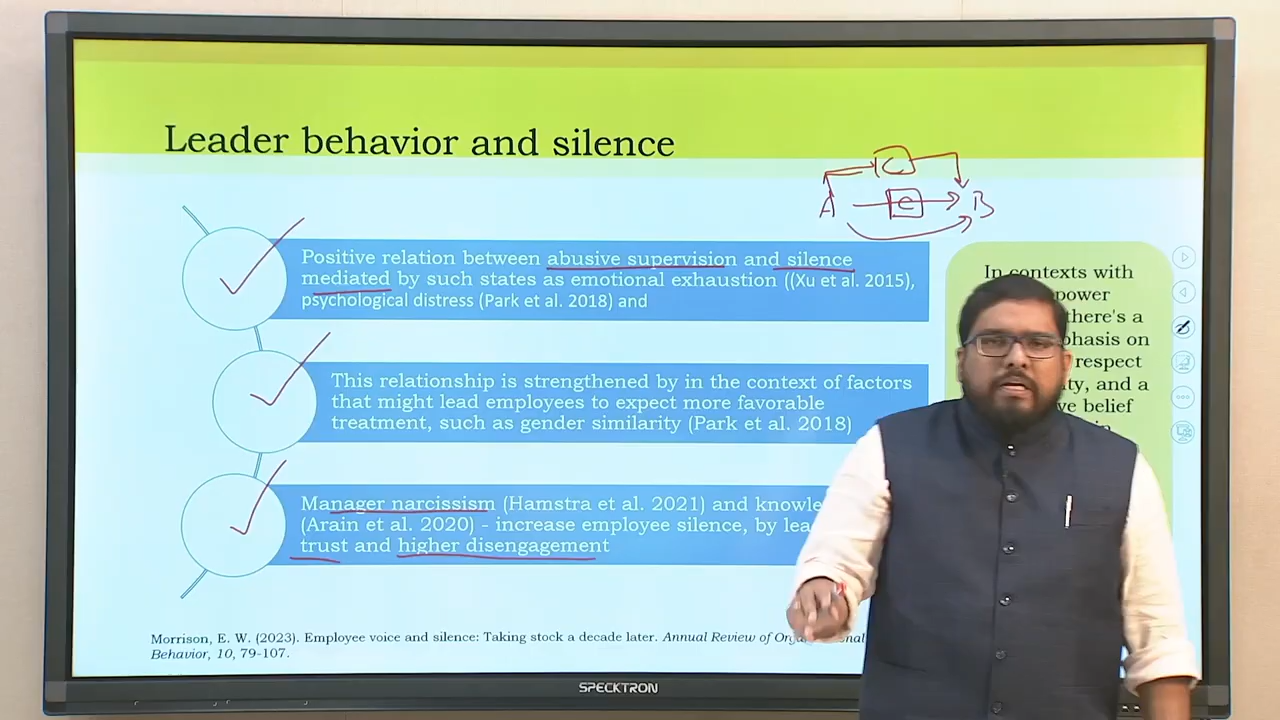 Leader behavior and silence
C
A e B
Positive relation between abusive supervision and silence
mediated by such states as emotional exhaustion ((Xu et al. 2015),
psychological distress (Park et al. 2018) and
This relationship is strengthened by in the context of factors
that might lead employees to expect more favorable
treatment, such as gender similarity (Park et al. 2018)
Manager narcissism (Hamstra et al. 2021) and
(Arain et al. 2020) - increase employee silence, by
trust and higher disengagement
In contexts with
power
there's a
on
respect
and a
belief
Morrison, E. W. (2023). Employee voice and silence: Taking stock a decade later. Annual Review of
Behavior, 10, 79-107.
SPECKTRON